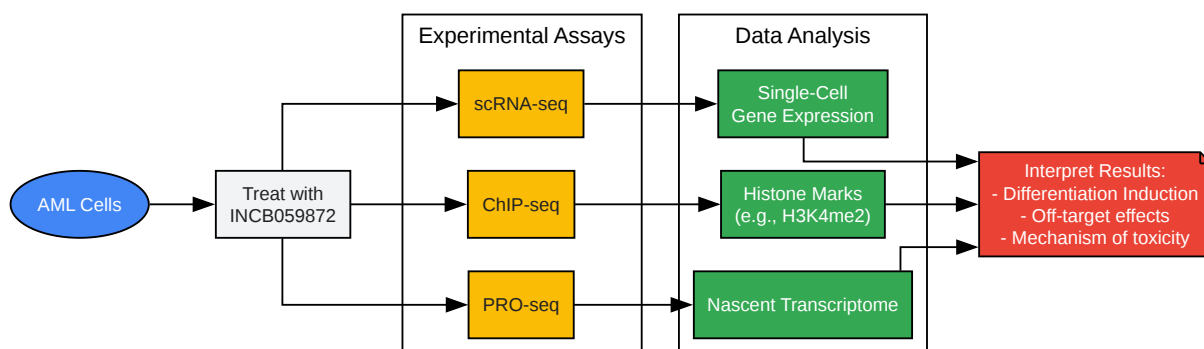 Experimental Assays
Data Analysis
AML Cells
Treat with
INCB059872
scRNA-seq
ChIP-seq
PRO-seq
Single-Cell
Gene Expression
Histone Marks
(e.g., H3K4me2)
Nascent Transcriptome
Interpret Results:
- Differentiation Induction
- Off-target effects
- Mechanism of toxicity